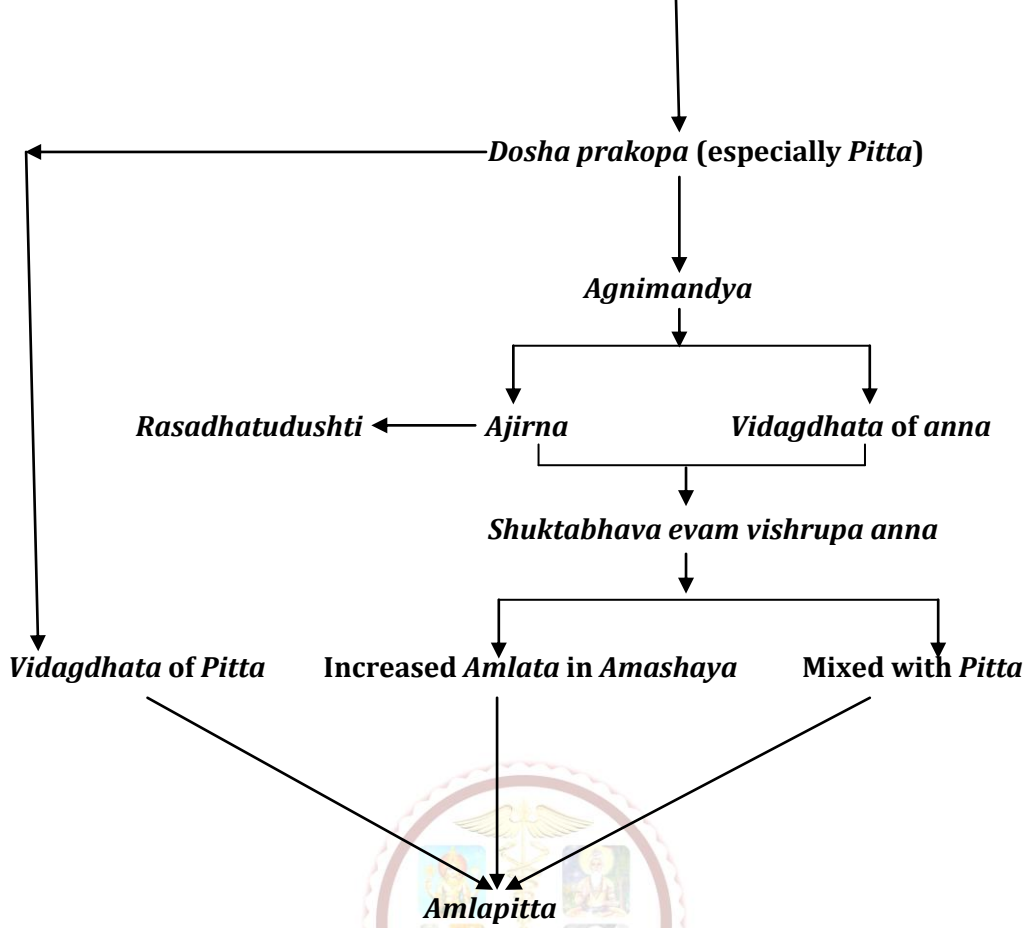 Dosha prakopa (especially Pitta)
Agnimandya
Rasadhatudushti Ajirna Vidagdhata of anna
Shuktabhava evam vishrupa anna
Vidagdhata of Pitta Increased Amlata in Amashaya Mixed with Pitta
Amlapitta